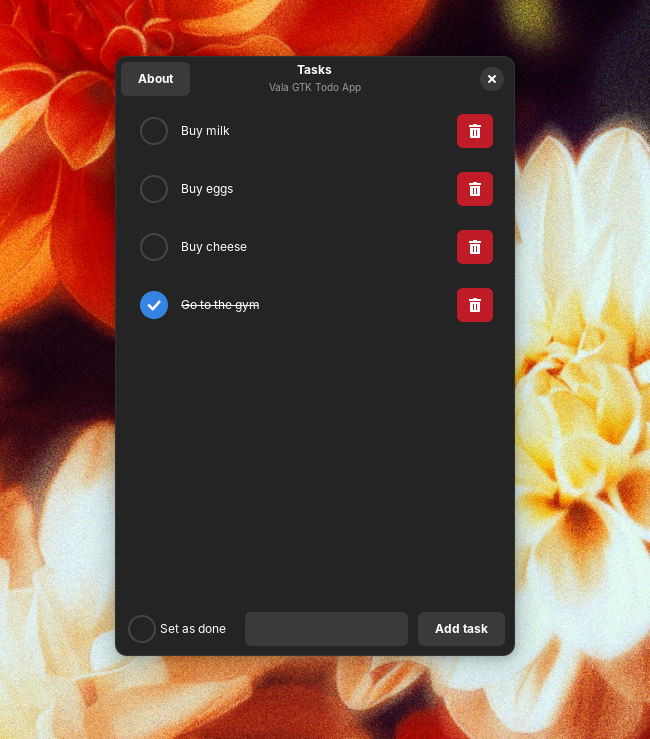 About
Tasks
Vala GTK Todo App
Buy milk
Buy eggs
Buy cheese
Go to the gym
Set as done
Add task